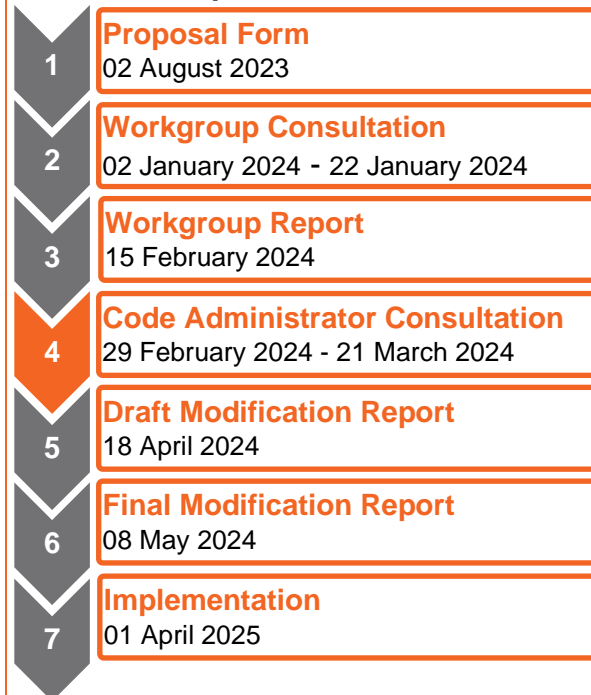 1
Proposal Form
02 August 2023
2
Workgroup Consultation
02 January 2024 - 22 January 2024
3
Workgroup Report
15 February 2024
4
Code Administrator Consultation
29 February 2024 - 21 March 2024
5
Draft Modification Report
18 April 2024
6
Final Modification Report
08 May 2024
7
Implementation
01 April 2025